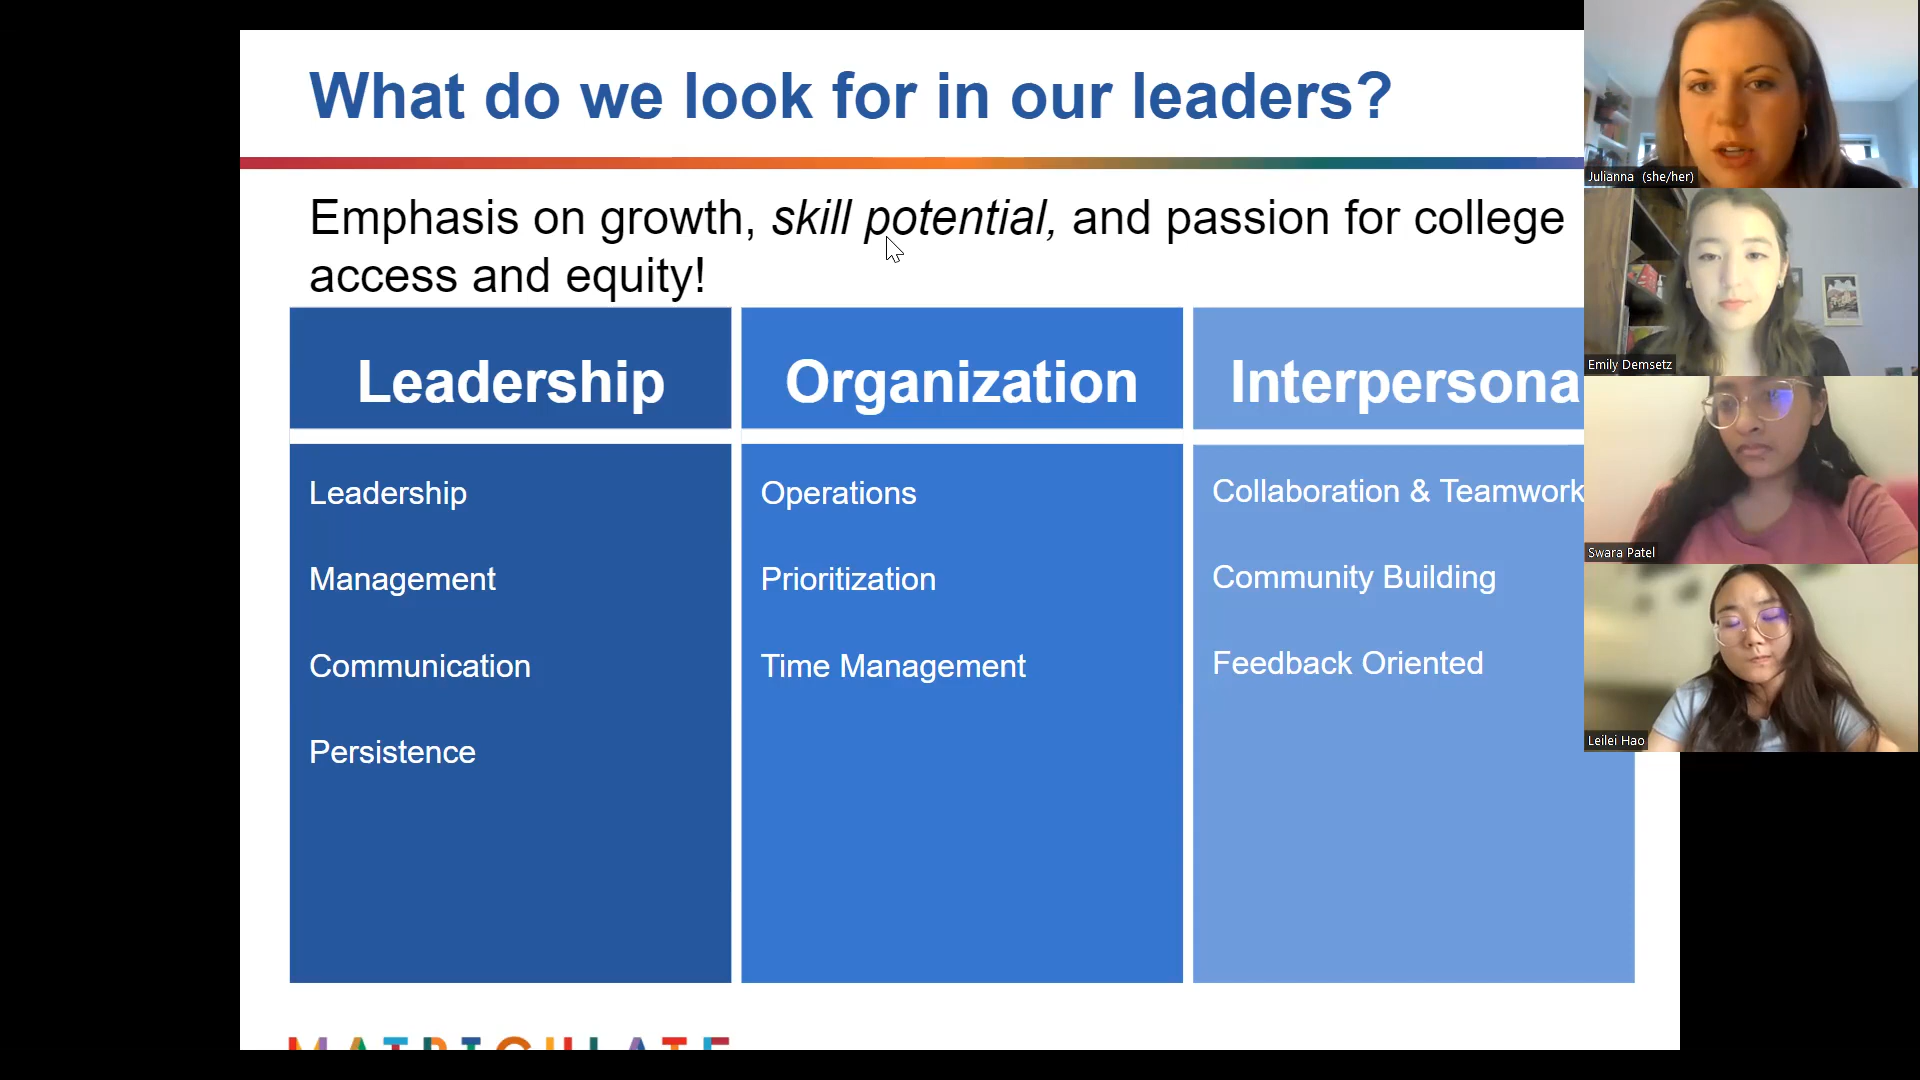 What do we look for in our leaders?
Emphasis on growth, skill potential, and passion for college
access and equity!
Leadership
Leadership
Management
Communication
Persistence
Organization
Operations
Prioritization
Time Management
Interpersona
Collaboration & Teamwork
Community Building
Feedback Oriented
MATRICULATE
Julianna (she/her)
Emily Demsetz
Swara Patel
Leilei Hao